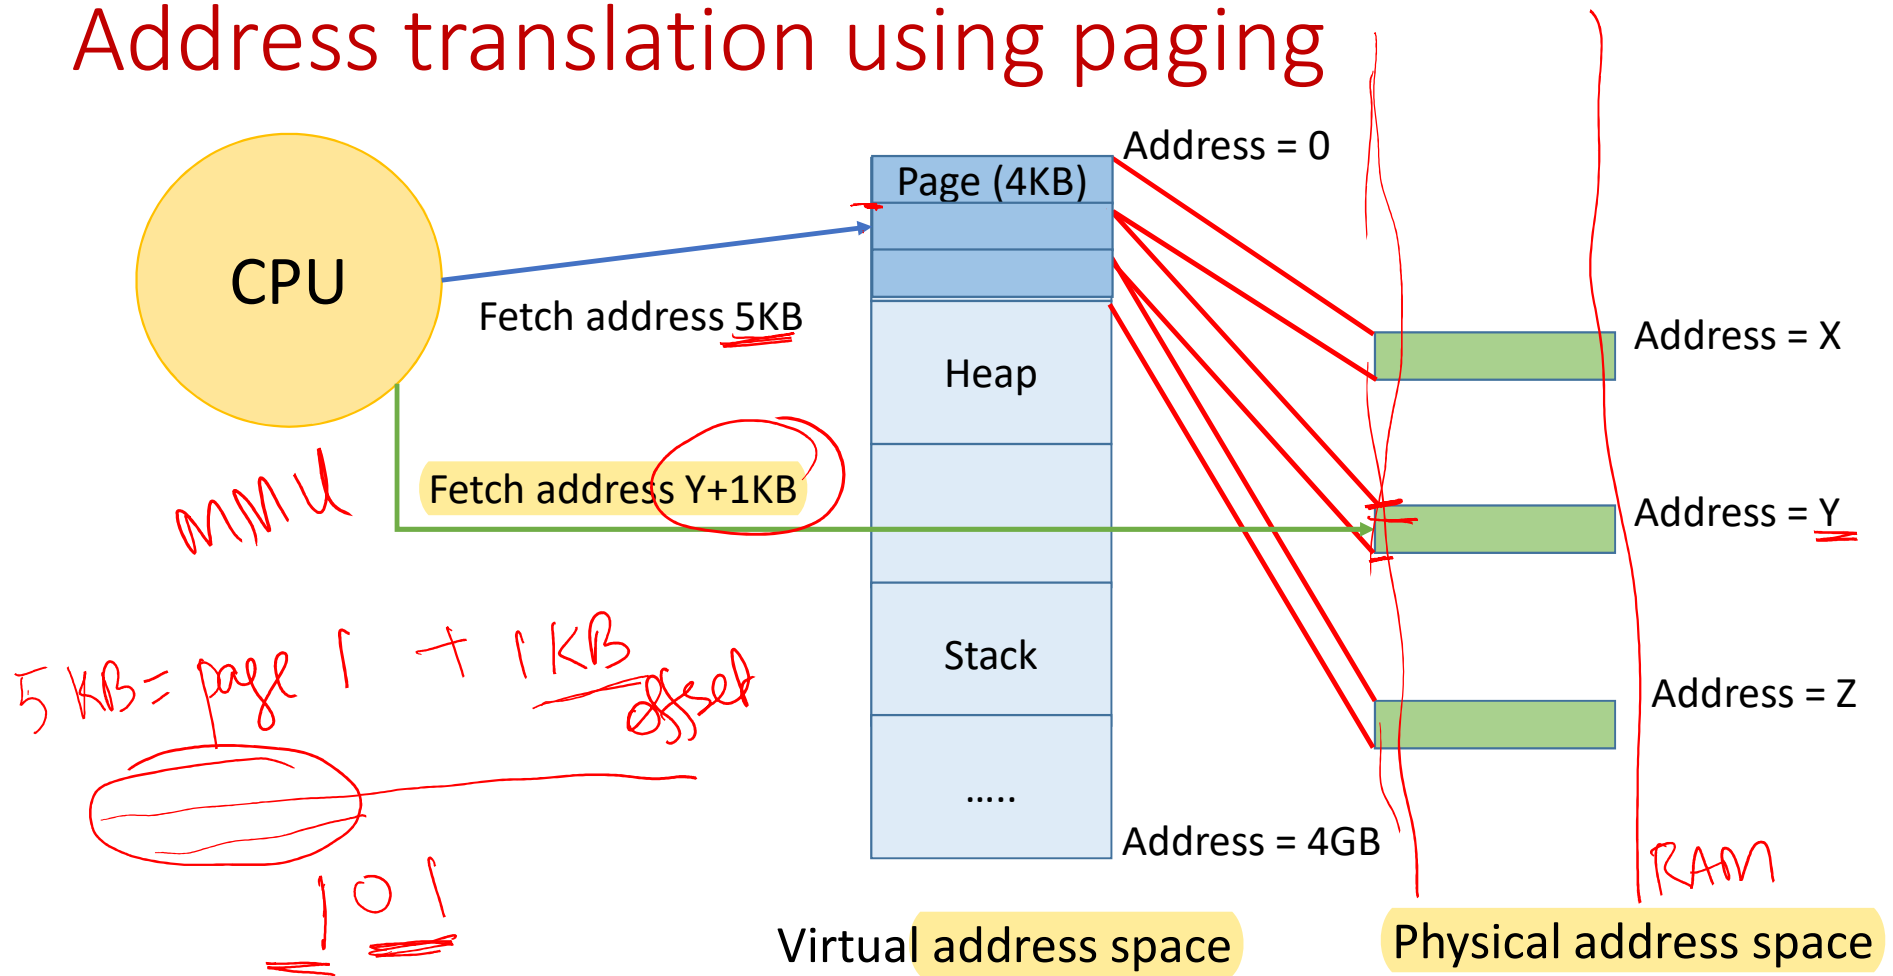 Address translation using paging
Address = 0
Page (4KB)
CPU
Fetch address 5KB
Address = X
Heap
Fetch address Y+1KB
MMU
Address = Y
5 KB = page 1 + 1 KB
offset
Stack
Address = Z
.....
Address = 4GB
RAM
101
Virtual address space
Physical address space